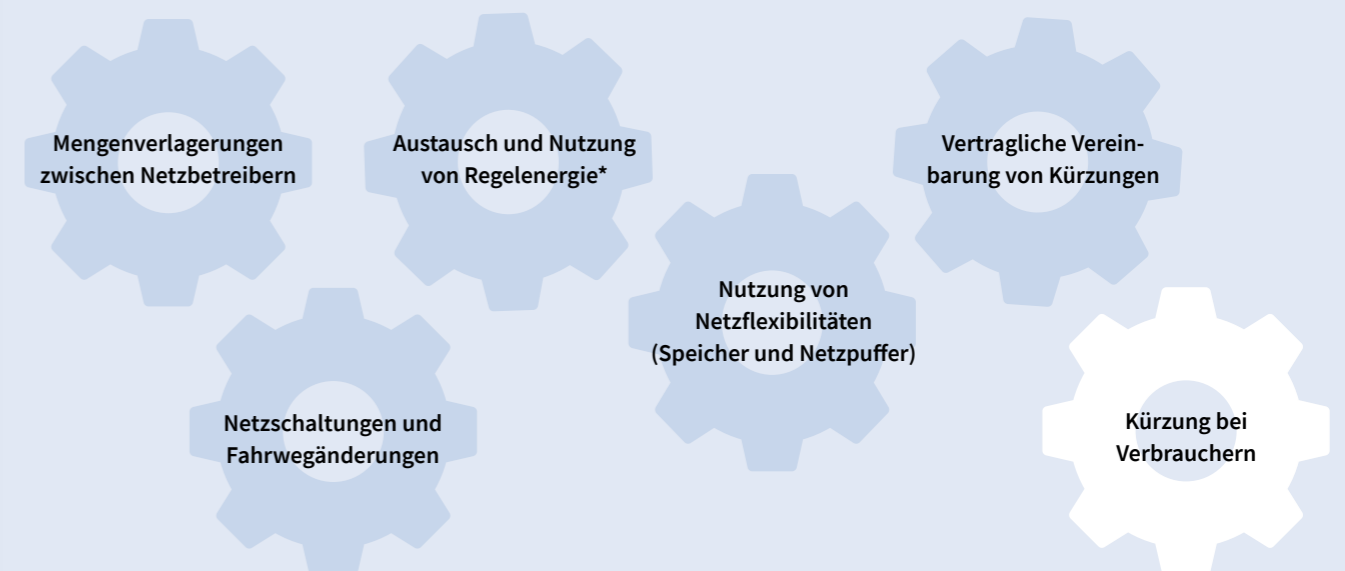 Mengenverlagerungen
zwischen Netzbetreibern
Austausch und Nutzung
von Regelenergie*
Vertragliche Verein-
barung von Kürzungen
Nutzung von
Netzflexibilitäten
(Speicher und Netzpuffer)
Netzschaltungen und
Fahrwegänderungen
Kürzung bei
Verbrauchern